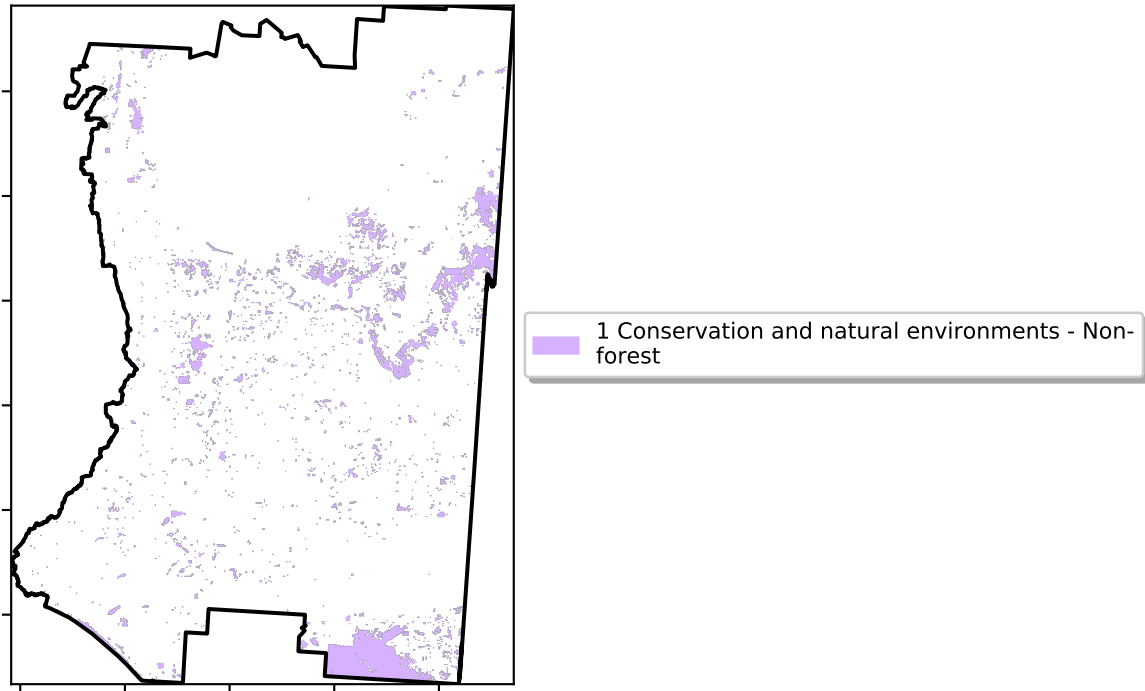 1 Conservation and natural environments - Non-
forest